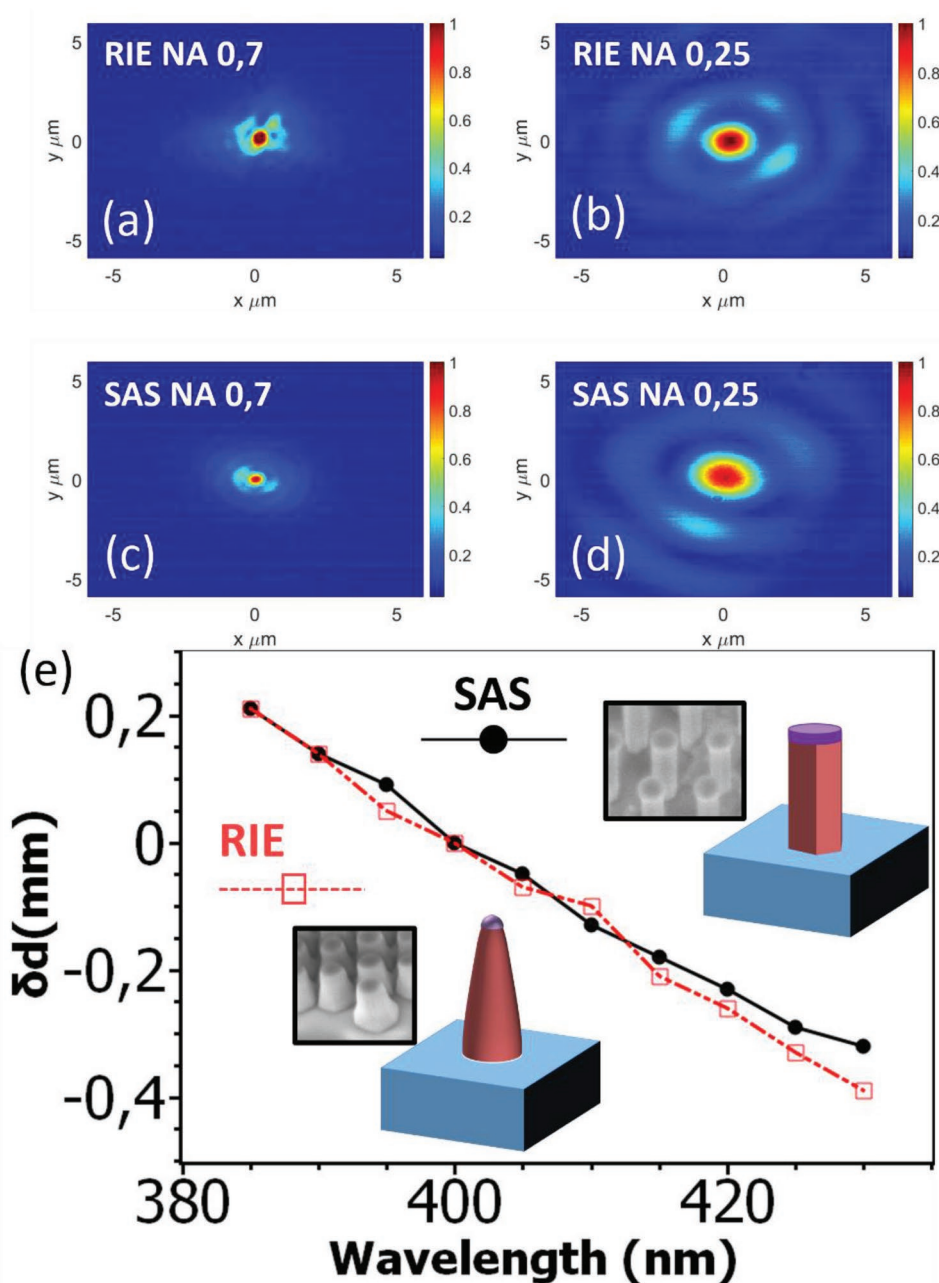 RIE NA 0,7
(a)
5
0
-5
y μm
-5 0 5
x μm
1
0.8
0.6
0.4
0.2
RIE NA 0,25
(b)
5
0
-5
y μm
-5 0 5
x μm
1
0.8
0.6
0.4
0.2
SAS NA 0,7
(c)
5
0
-5
y μm
-5 0 5
x μm
1
0.8
0.6
0.4
0.2
SAS NA 0,25
(d)
5
0
-5
y μm
-5 0 5
x μm
1
0.8
0.6
0.4
0.2
(e)
SAS
RIE
0,2
0
-0,2
-0,4
δd(mm)
380 400 420
Wavelength (nm)